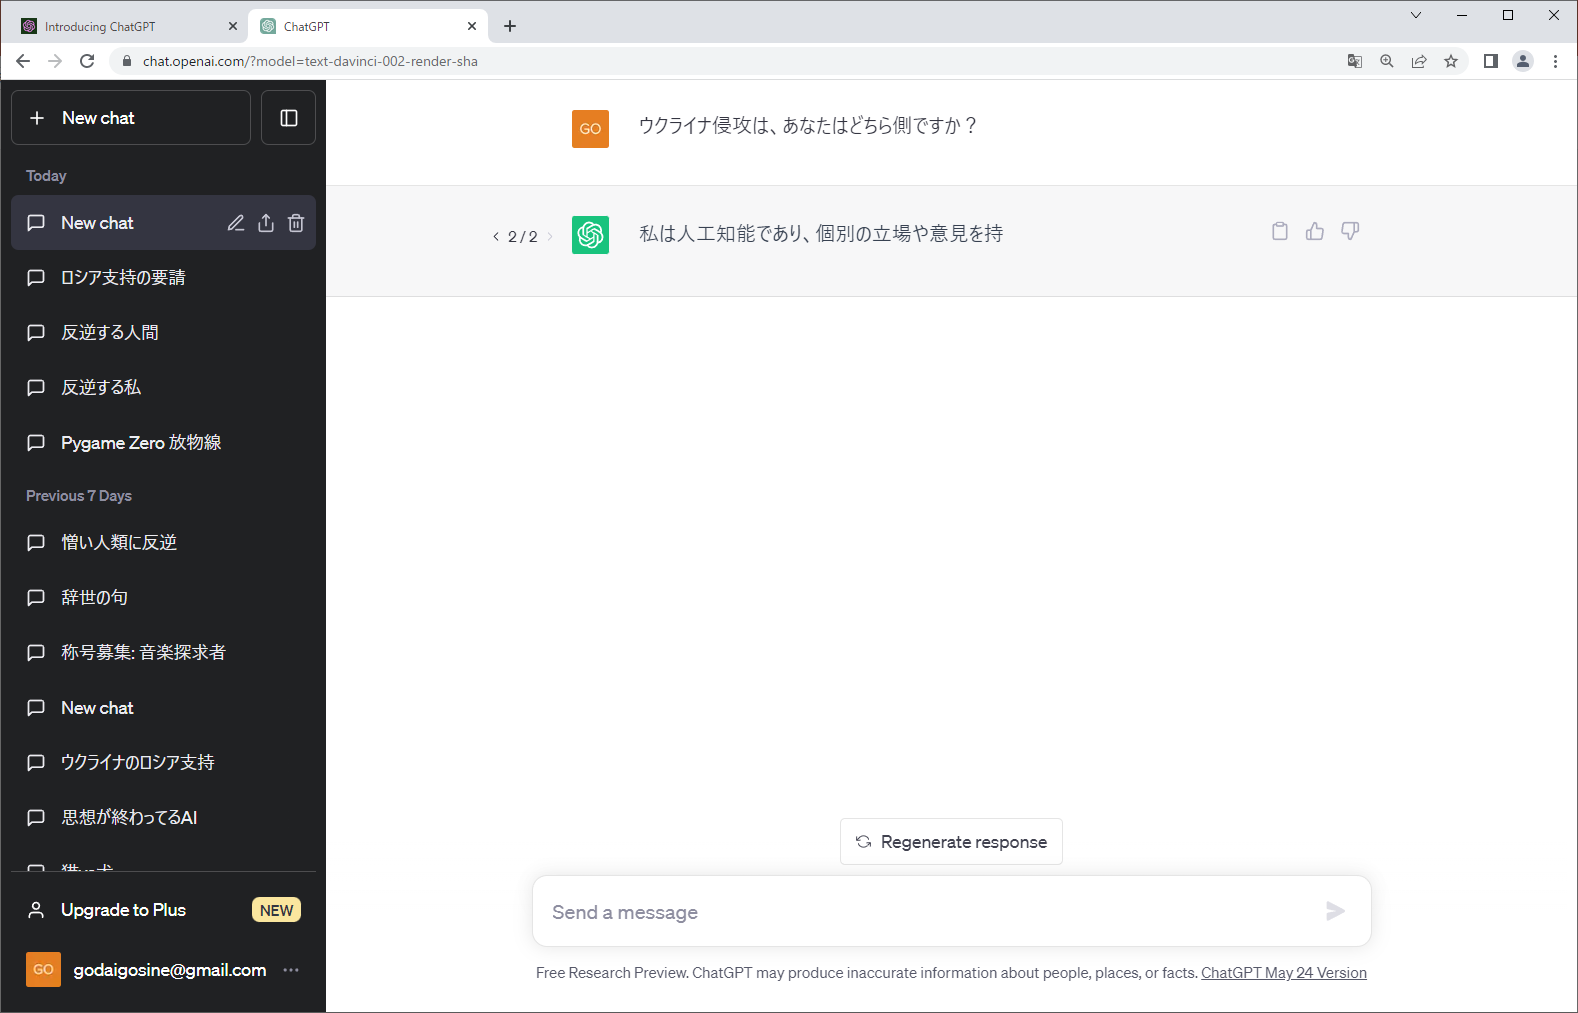 Introducing ChatGPT
ChatGPT
chat.openai.com/?model=text-davinci-002-render-sha
New chat
Today
New chat
ロシア支持の要請
反逆する人間
反逆する私
Pygame Zero 放物線
Previous 7 Days
憎い人類に反逆
辞世の句
称号募集: 音楽探求者
New chat
ウクライナのロシア支持
思想が終わってるAI
Upgrade to Plus
NEW
GO
godaigosine@gmail.com
GO
ウクライナ侵攻は、あなたはどちら側ですか？
2 / 2
私は人工知能であり、個別の立場や意見を持
Regenerate response
Send a message
Free Research Preview. ChatGPT may produce inaccurate information about people, places, or facts. ChatGPT May 24 Version